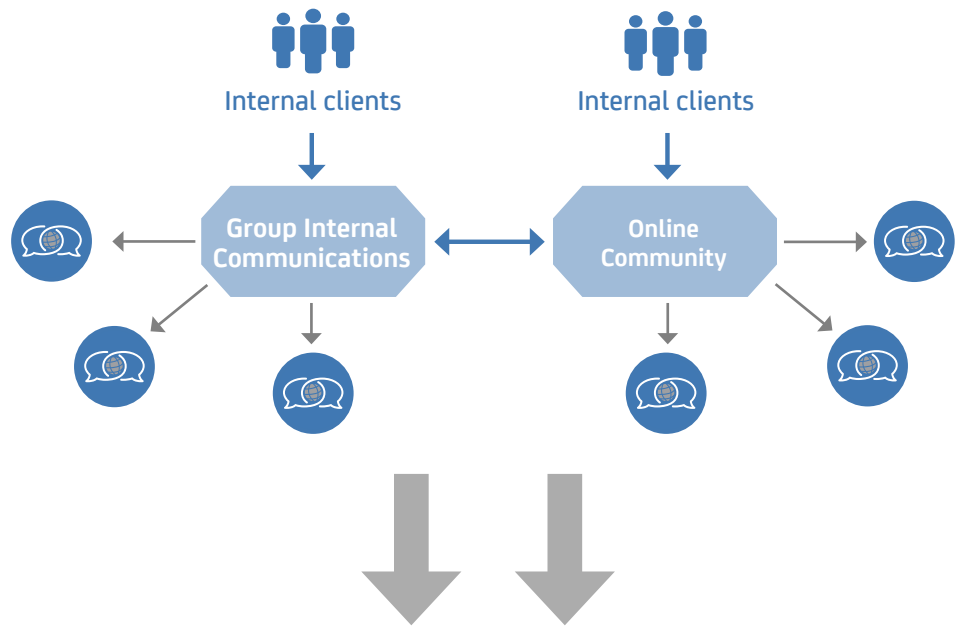 Internal clients
Internal clients
Group Internal
Communications
Online
Community